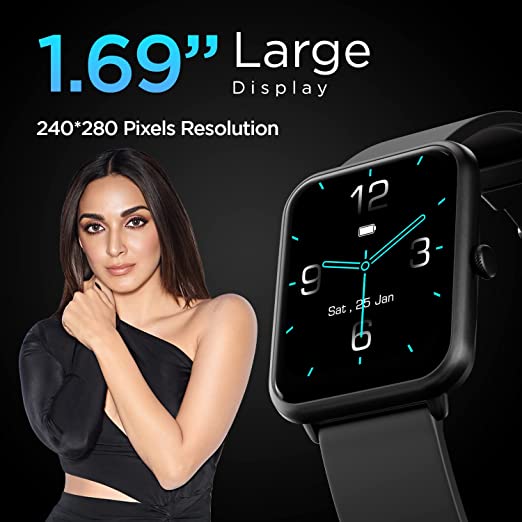 1.69” Large
Display
240*280 Pixels Resolution
12
9
3
Sat , 25 Jan
6